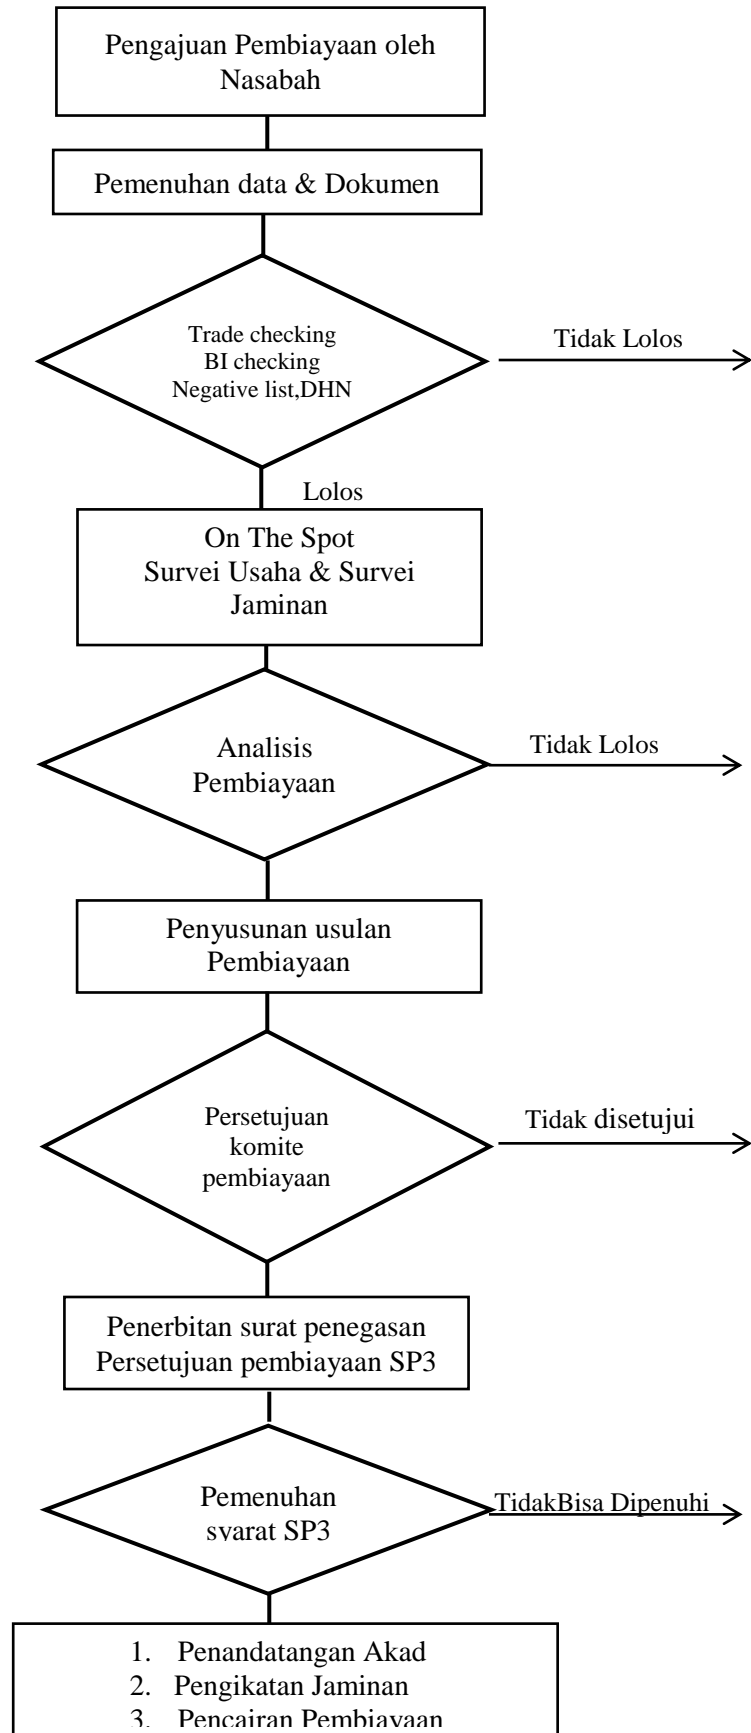 Pengajuan Pembiayaan oleh
Nasabah
Pemenuhan data & Dokumen
Trade checking
BI checking
Negative list,DHN
Tidak Lolos
Lolos
On The Spot
Survei Usaha & Survei
Jaminan
Analisis
Pembiayaan
Tidak Lolos
Penyusunan usulan
Pembiayaan
Persetujuan
komite
pembiayaan
Tidak disetujui
Penerbitan surat penegasan
Persetujuan pembiayaan SP3
Pemenuhan
svarat SP3
TidakBisa Dipenuhi
1. Penandatangan Akad
2. Pengikatan Jaminan
3. Pencairan Pembiayaan